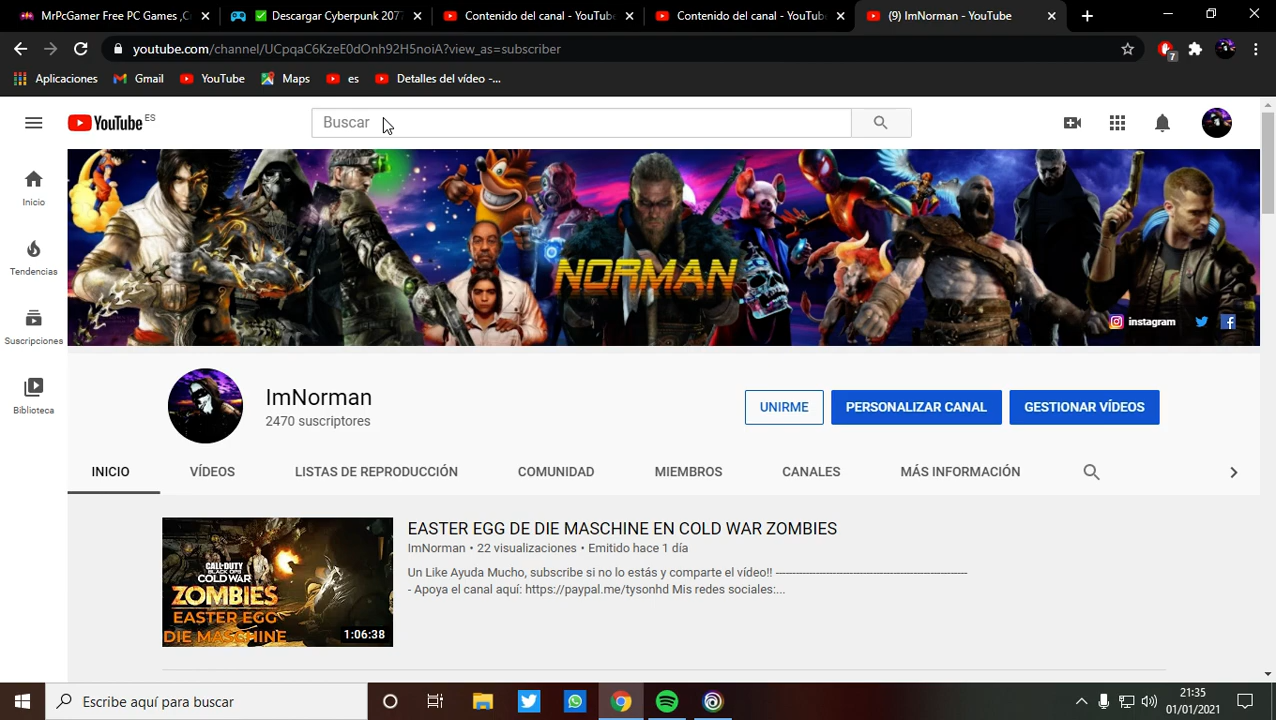 MrPcGamer Free PC Games ,C
Descargar Cyberpunk 2077
Contenido del canal - YouTube
Contenido del canal - YouTube
(9) ImNorman - YouTube
youtube.com/channel/UCpqaC6KzeE0dOnh92H5noiA?view_as=subscriber
7
Aplicaciones
Gmail
YouTube
Maps
es
Detalles del vídeo -...
YouTube ES
Buscar
Inicio
Tendencias
Suscripciones
Biblioteca
NORMAN
instagram
ImNorman
2470 suscriptores
UNIRME
PERSONALIZAR CANAL
GESTIONAR VÍDEOS
INICIO
VÍDEOS
LISTAS DE REPRODUCCIÓN
COMUNIDAD
MIEMBROS
CANALES
MÁS INFORMACIÓN
CALL·DUTY
BLACK OPS
COLD WAR
ZOMBIES
EASTER EGG
DIE MASCHINE
1:06:38
EASTER EGG DE DIE MASCHINE EN COLD WAR ZOMBIES
ImNorman • 22 visualizaciones • Emitido hace 1 día
Un Like Ayuda Mucho, subscribe si no lo estás y comparte el vídeo!! -------------------------------------------------------
- Apoya el canal aquí: https://paypal.me/tysonhd Mis redes sociales:...
Escribe aquí para buscar
21:35
01/01/2021